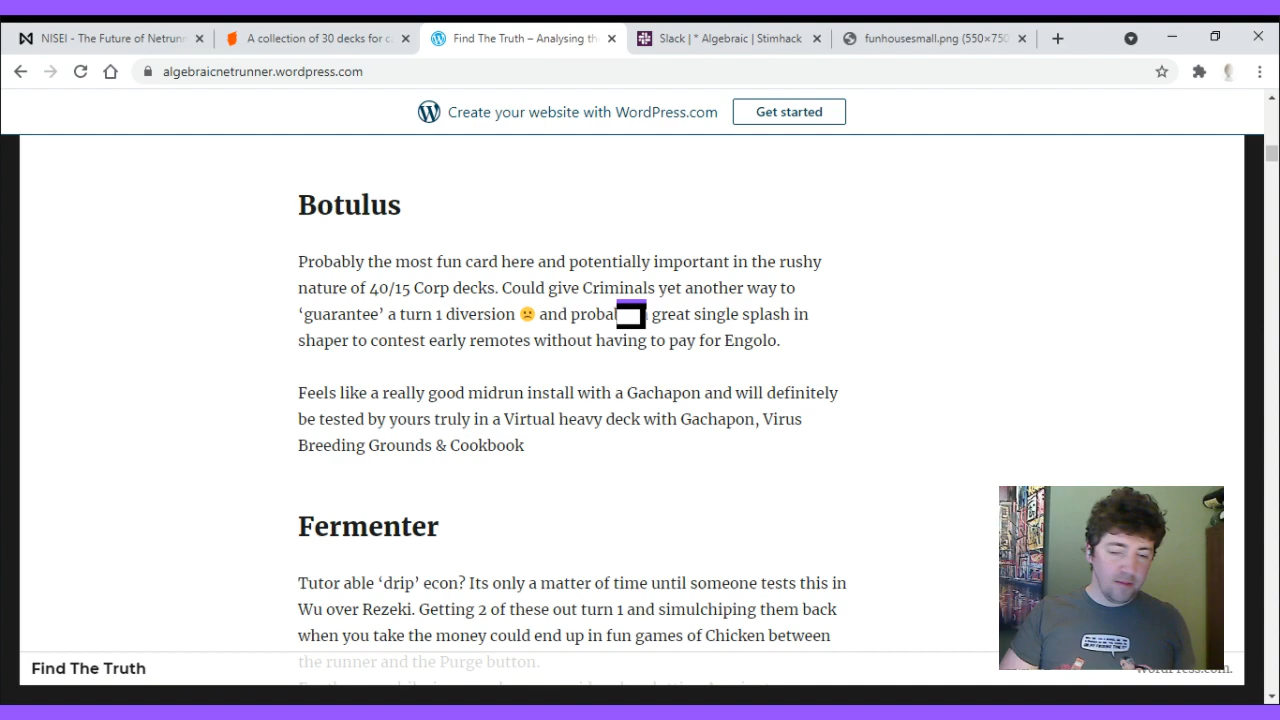 NISEI - The Future of Netrunn
A collection of 30 decks for c
Find The Truth – Analysing th
Slack | * Algebraic | Stimhack
funhousesmall.png (550×750
algebraicnetrunner.wordpress.com
Create your website with WordPress.com
Get started
Botulus
Probably the most fun card here and potentially important in the rushy
nature of 40/15 Corp decks. Could give Criminals yet another way to
‘guarantee’ a turn 1 diversion 🙁 and probab great single splash in
shaper to contest early remotes without having to pay for Engolo.
Feels like a really good midrun install with a Gachapon and will definitely
be tested by yours truly in a Virtual heavy deck with Gachapon, Virus
Breeding Grounds & Cookbook
Fermenter
Tutor able ‘drip’ econ? Its only a matter of time until someone tests this in
Wu over Rezeki. Getting 2 of these out turn 1 and simulchiping them back
when you take the money could end up in fun games of Chicken between
the runner and the Purge button.
Find The Truth
WordPress.com.